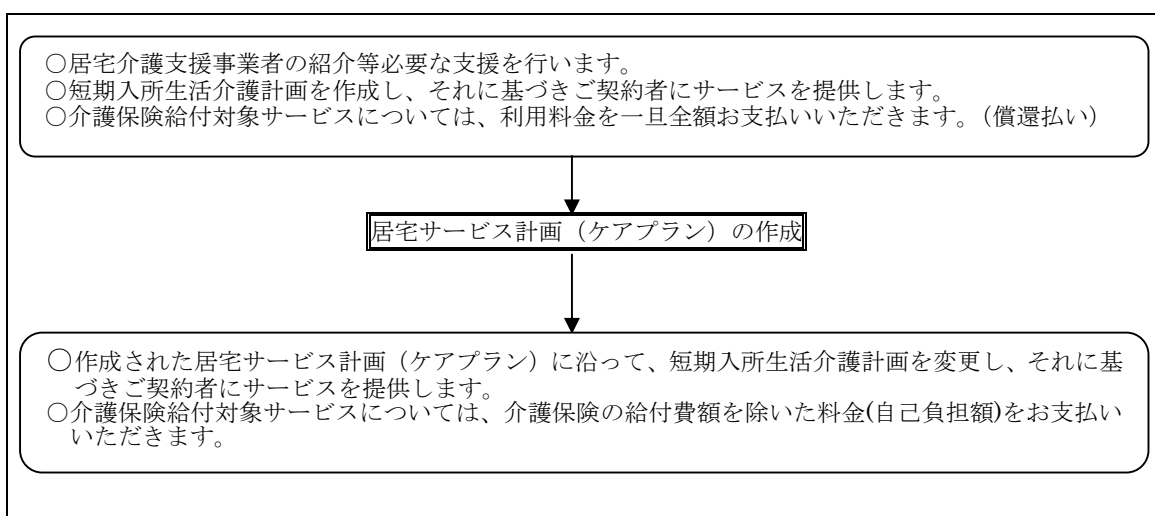 ○居宅介護支援事業者の紹介等必要な支援を行います。
○短期入所生活介護計画を作成し、それに基づきご契約者にサービスを提供します。
○介護保険給付対象サービスについては、利用料金を一旦全額お支払いいただきます。（償還払い）
居宅サービス計画（ケアプラン）の作成
○作成された居宅サービス計画（ケアプラン）に沿って、短期入所生活介護計画を変更し、それに基
づきご契約者にサービスを提供します。
○介護保険給付対象サービスについては、介護保険の給付費額を除いた料金(自己負担額)をお支払い
いただきます。